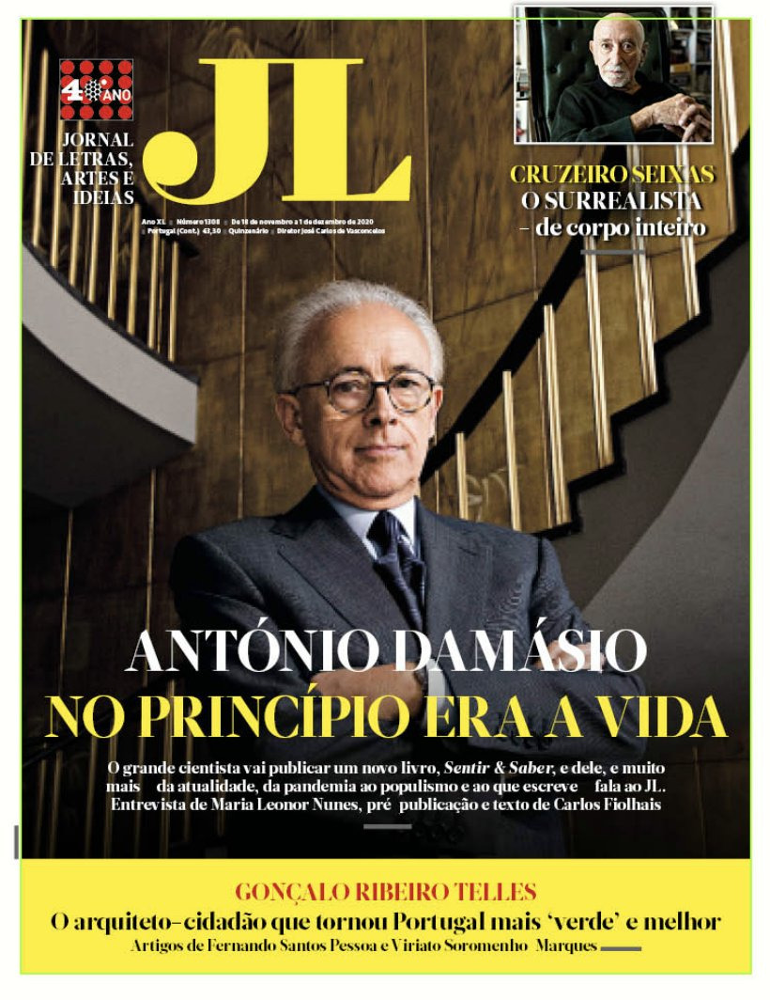 4º ANO
JORNAL
DE LETRAS,
ARTES E
IDEIAS
JL
Ano XL Número 1308 De 18 de novembro a 1 de dezembro de 2020
Portugal (Cont.) €3,30 Quinzenário Diretor José Carlos de Vasconcelos
CRUZEIRO SEIXAS
O SURREALISTA
– de corpo inteiro
ANTÓNIO DAMÁSIO
NO PRINCÍPIO ERA A VIDA
O grande cientista vai publicar um novo livro, Sentir & Saber, e dele, e muito
mais da atualidade, da pandemia ao populismo e ao que escreve fala ao JL.
Entrevista de Maria Leonor Nunes, pré publicação e texto de Carlos Fiolhais
GONÇALO RIBEIRO TELLES
O arquiteto-cidadão que tornou Portugal mais ‘verde’ e melhor
Artigos de Fernando Santos Pessoa e Viriato Soromenho Marques